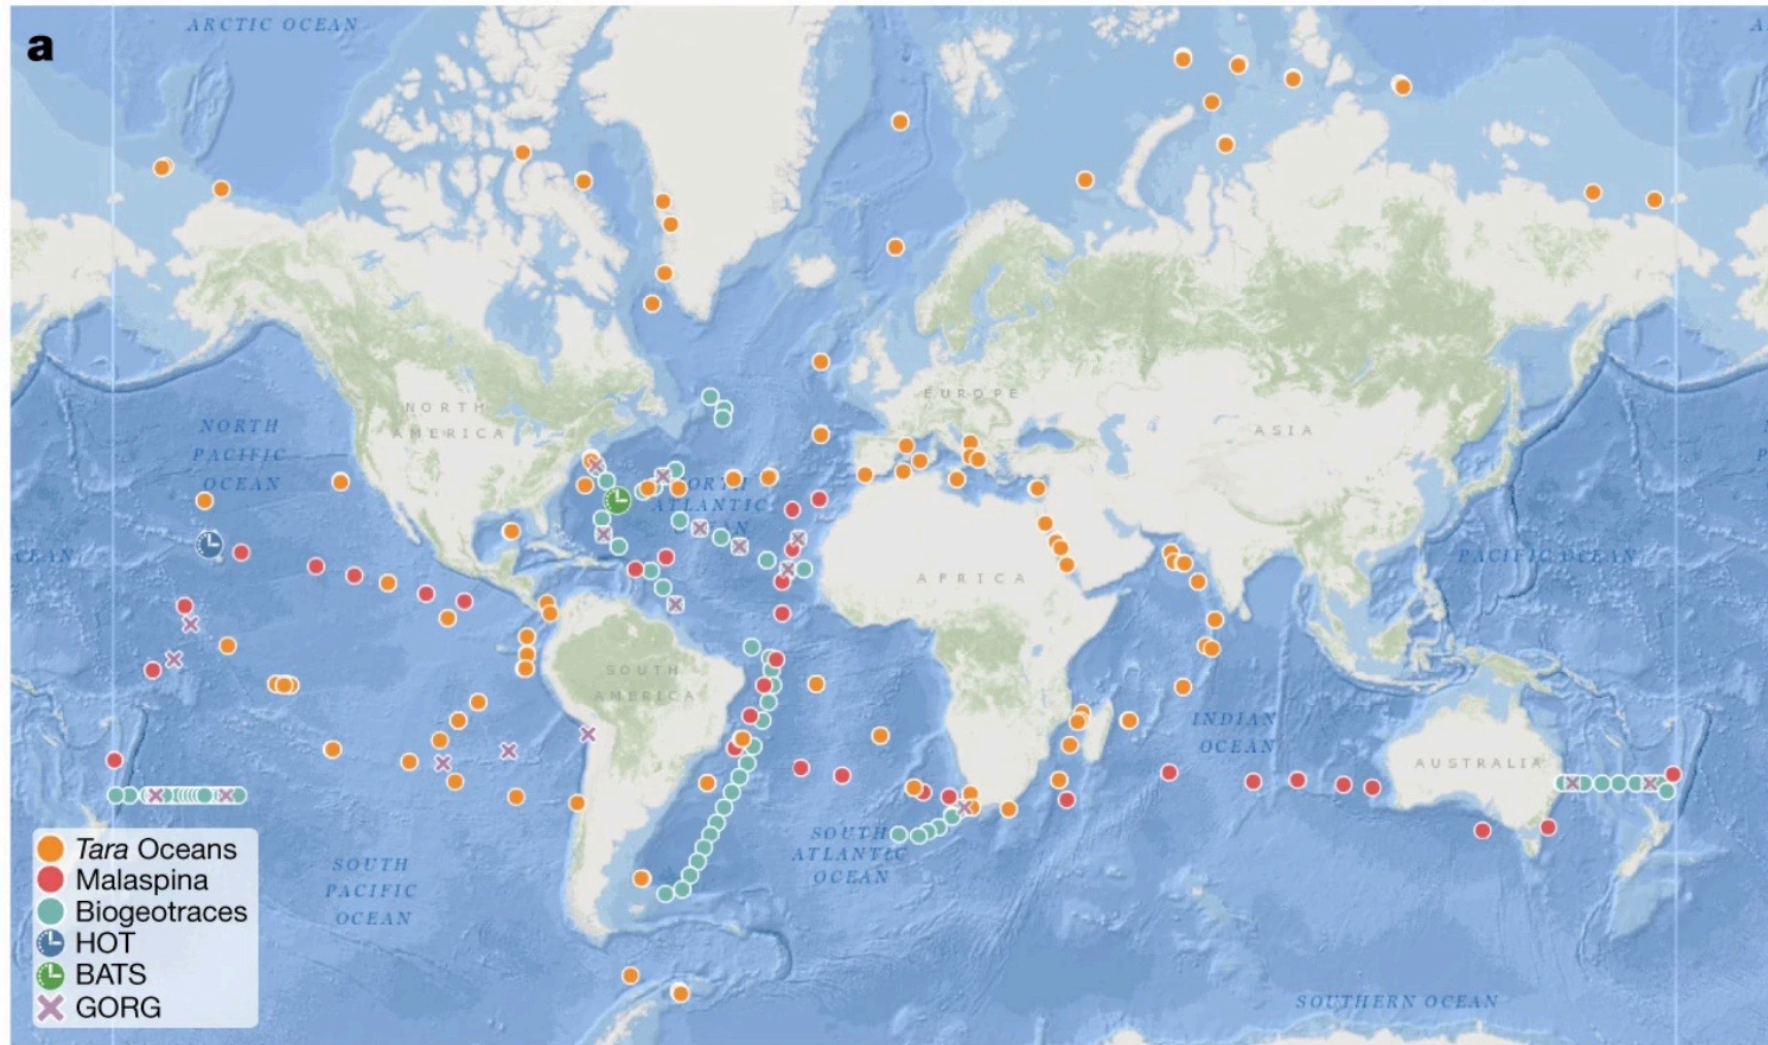 a
ARCTIC OCEAN
NORTH
PACIFIC
OCEAN
NORTH
AMERICA
EUROPE
ASIA
ATLANTIC
PACIFIC OCEAN
AFRICA
SOUTH
AMERICA
INDIAN
OCEAN
AUSTRALIA
SOUTH
ATLANTIC
OCEAN
SOUTH
PACIFIC
OCEAN
SOUTHERN OCEAN
Tara Oceans
Malaspina
Biogeotraces
HOT
BATS
GORG